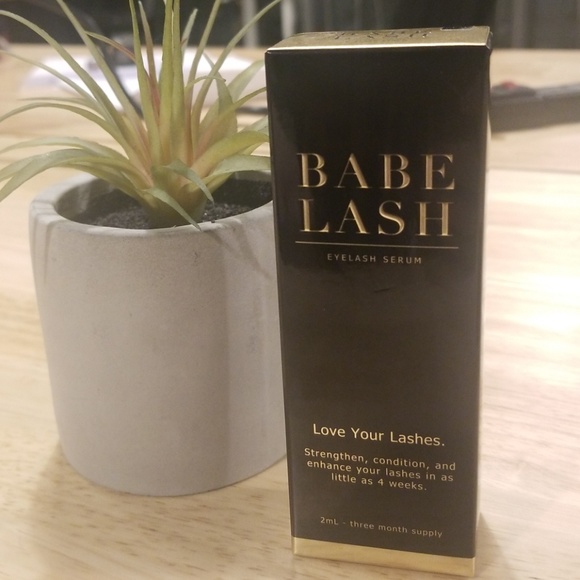 BABE
LASH
EYELASH SERUM
Love Your Lashes.
Strengthen, condition, and
enhance your lashes in as
little as 4 weeks.
2mL - three month supply